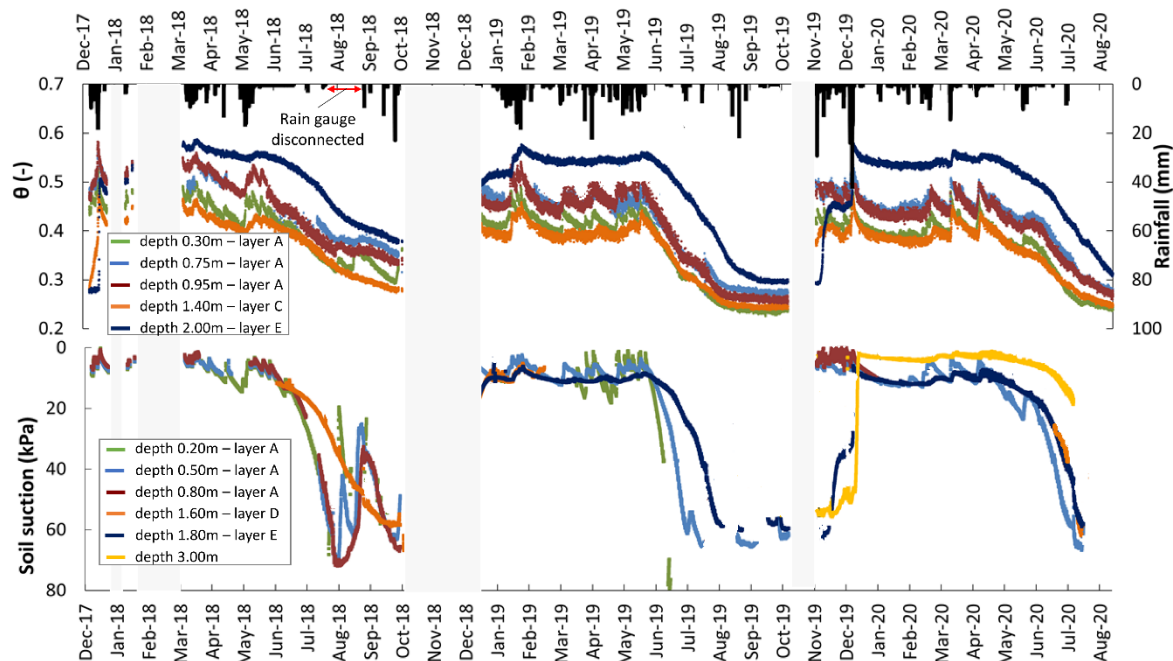 Dec-17 Jan-18 Feb-18 Mar-18 Apr-18 May-18 Jun-18 Jul-18 Aug-18 Sep-18 Oct-18 Nov-18 Dec-18 Jan-19 Feb-19 Mar-19 Apr-19 May-19 Jun-19 Jul-19 Aug-19 Sep-19 Oct-19 Nov-19 Dec-19 Jan-20 Feb-20 Mar-20 Apr-20 May-20 Jun-20 Jul-20 Aug-20
0.7
0.6
0.5
0.4
0.3
0.2
θ (-)
Rain gauge
disconnected
depth 0.30m – layer A
depth 0.75m – layer A
depth 0.95m – layer A
depth 1.40m – layer C
depth 2.00m – layer E
0
20
40
60
80
100
Rainfall (mm)
0
20
40
60
80
Soil suction (kPa)
depth 0.20m – layer A
depth 0.50m – layer A
depth 0.80m – layer A
depth 1.60m – layer D
depth 1.80m – layer E
depth 3.00m
Dec-17 Jan-18 Feb-18 Mar-18 Apr-18 May-18 Jun-18 Jul-18 Aug-18 Sep-18 Oct-18 Nov-18 Dec-18 Jan-19 Feb-19 Mar-19 Apr-19 May-19 Jun-19 Jul-19 Aug-19 Sep-19 Oct-19 Nov-19 Dec-19 Jan-20 Feb-20 Mar-20 Apr-20 May-20 Jun-20 Jul-20 Aug-20